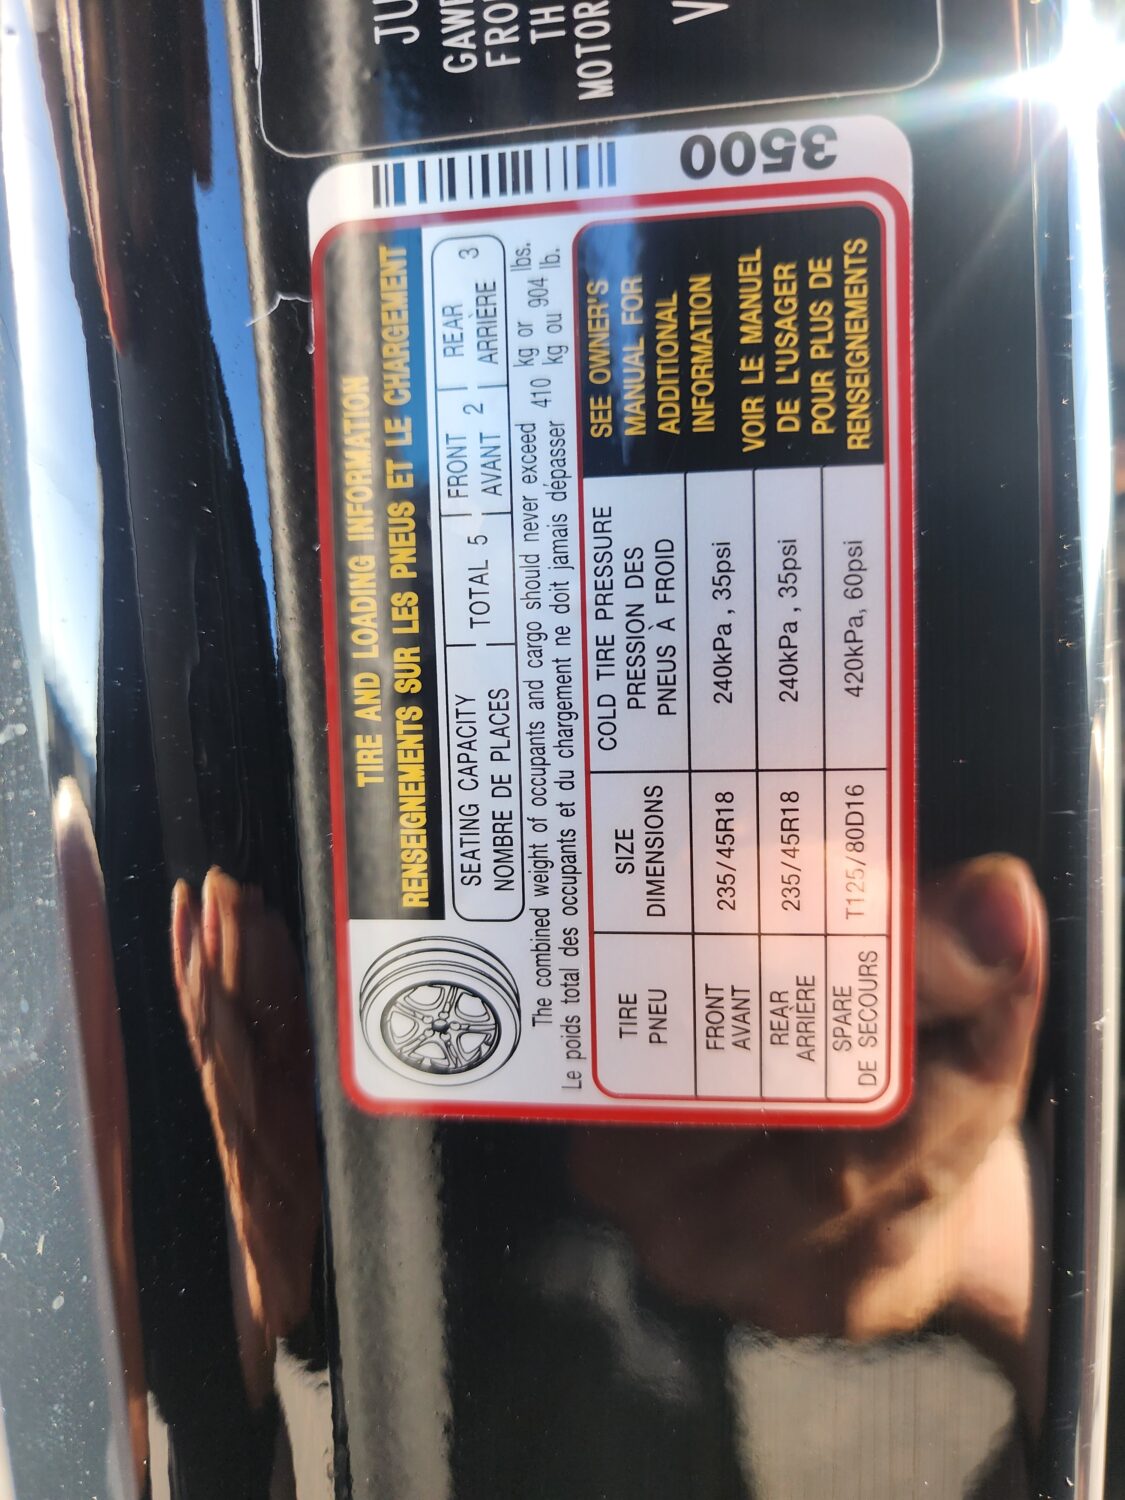 JU
GAWR
FRO
TH
MOTOR
V
3500
TIRE AND LOADING INFORMATION
RENSEIGNEMENTS SUR LES PNEUS ET LE CHARGEMENT
SEATING CAPACITY
NOMBRE DE PLACES
TOTAL 5
FRONT
AVANT 2
REAR
ARRIÈRE 3
The combined weight of occupants and cargo should never exceed 410 kg or 904 lbs.
Le poids total des occupants et du chargement ne doit jamais dépasser 410 kg ou 904 lb.
TIRE
PNEU
SIZE
DIMENSIONS
COLD TIRE PRESSURE
PRESSION DES
PNEUS À FROID
FRONT
AVANT
235/45R18
240kPa , 35psi
REAR
ARRIÈRE
235/45R18
240kPa , 35psi
SPARE
DE SECOURS
T125/80D16
420kPa, 60psi
SEE OWNER'S
MANUAL FOR
ADDITIONAL
INFORMATION
VOIR LE MANUEL
DE L'USAGER
POUR PLUS DE
RENSEIGNEMENTS